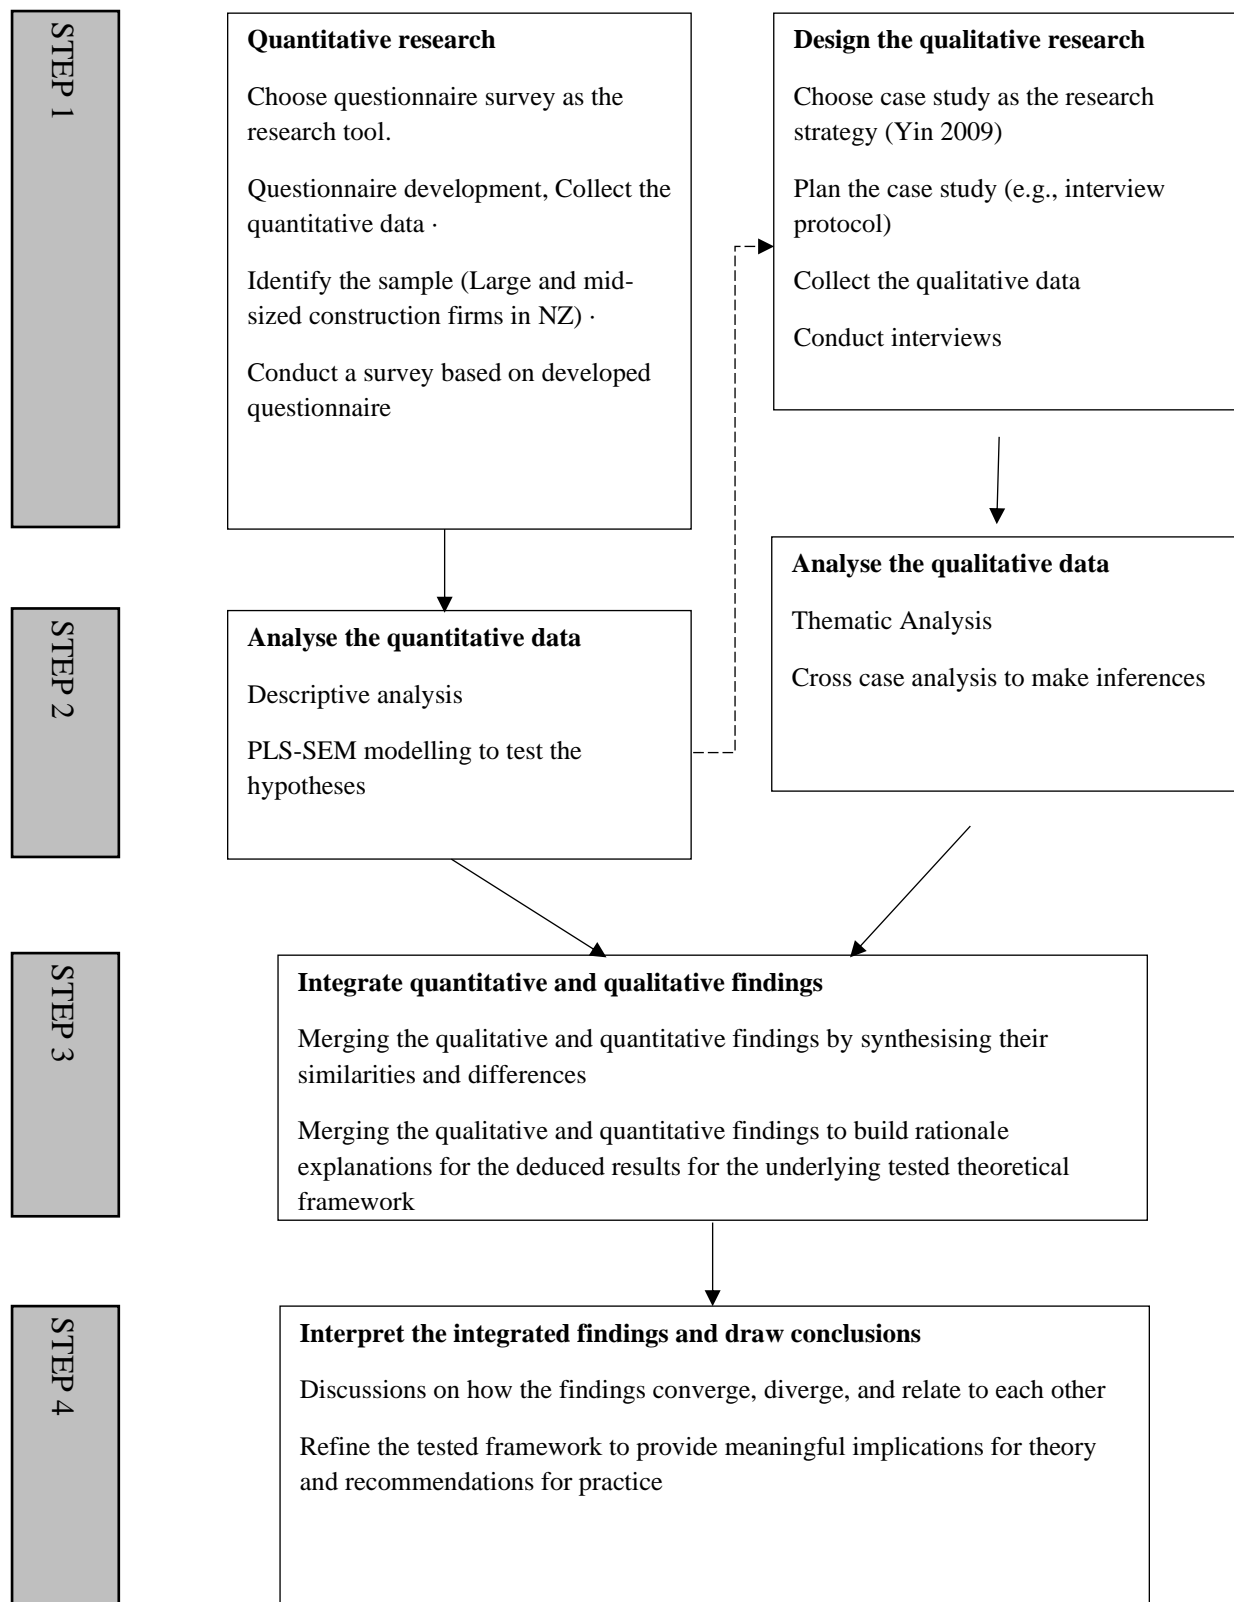 STEP 1
Quantitative research
Choose questionnaire survey as the
research tool.
Questionnaire development, Collect the
quantitative data ·
Identify the sample (Large and mid-
sized construction firms in NZ) ·
Conduct a survey based on developed
questionnaire
Design the qualitative research
Choose case study as the research
strategy (Yin 2009)
Plan the case study (e.g., interview
protocol)
Collect the qualitative data
Conduct interviews
STEP 2
Analyse the quantitative data
Descriptive analysis
PLS-SEM modelling to test the
hypotheses
Analyse the qualitative data
Thematic Analysis
Cross case analysis to make inferences
STEP 3
Integrate quantitative and qualitative findings
Merging the qualitative and quantitative findings by synthesising their
similarities and differences
Merging the qualitative and quantitative findings to build rationale
explanations for the deduced results for the underlying tested theoretical
framework
STEP 4
Interpret the integrated findings and draw conclusions
Discussions on how the findings converge, diverge, and relate to each other
Refine the tested framework to provide meaningful implications for theory
and recommendations for practice